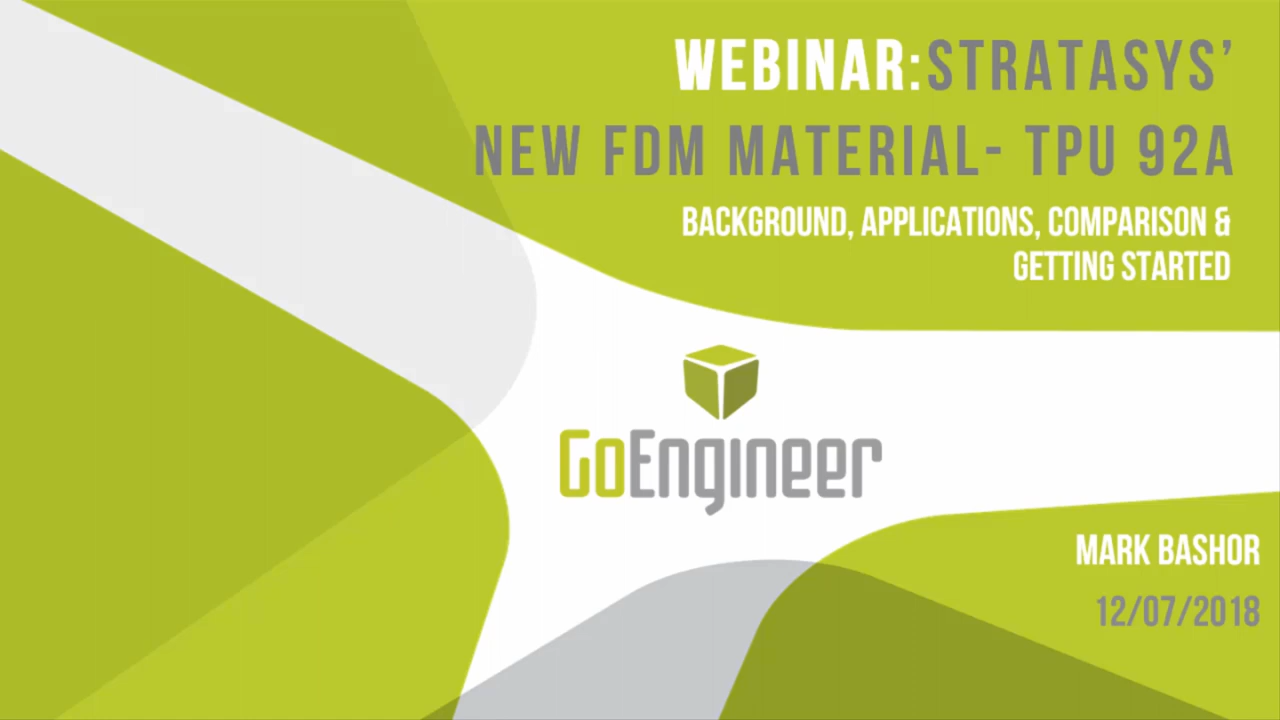 WEBINAR: STRATASYS’
NEW FDM MATERIAL- TPU 92A
BACKGROUND, APPLICATIONS, COMPARISON &
GETTING STARTED
GoEngineer
MARK BASHOR
12/07/2018